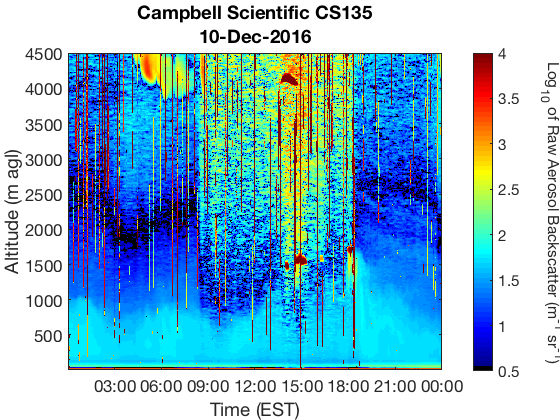 Campbell Scientific CS135
10-Dec-2016
Altitude (m agl)
4500
4000
3500
3000
2500
2000
1500
1000
500
03:00 06:00 09:00 12:00 15:00 18:00 21:00 00:00
Time (EST)
4
3.5
3
2.5
2
1.5
1
0.5
Log10 of Raw Aerosol Backscatter (m-1 sr-1)